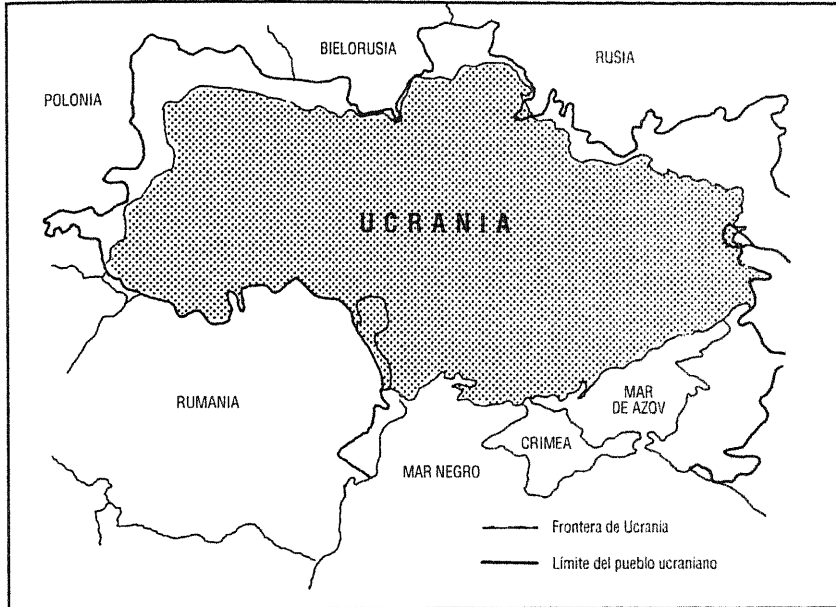 BIELORUSIA
RUSIA
POLONIA
UCRANIA
RUMANIA
MAR
DE AZOV
CRIMEA
MAR NEGRO
Frontera de Ucrania
Límite del pueblo ucraniano